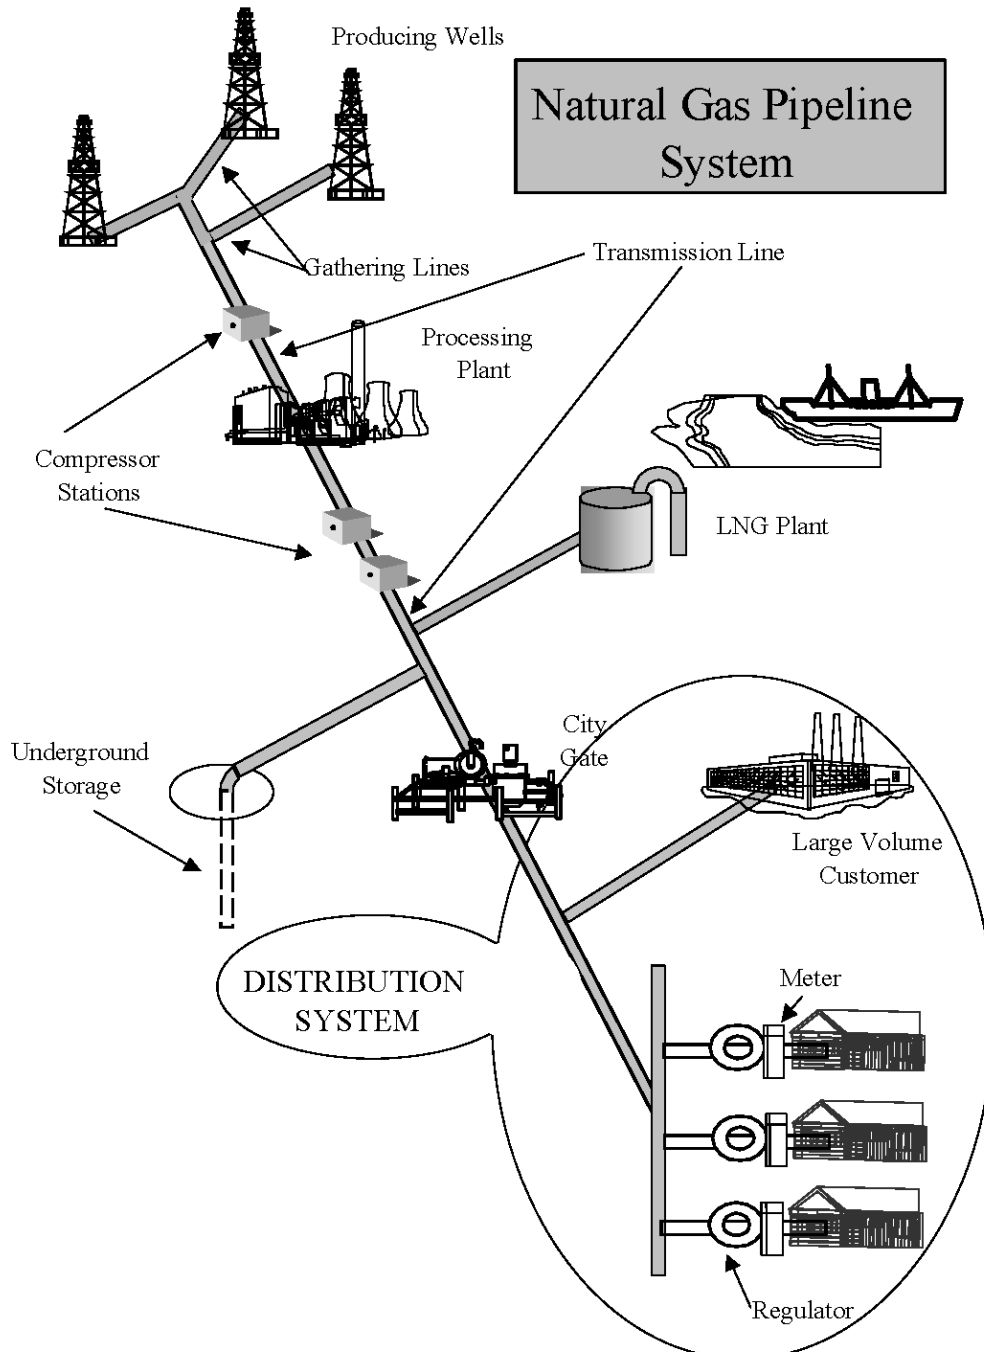 Producing Wells
Natural Gas Pipeline
System
Gathering Lines
Transmission Line
Processing
Plant
Compressor
Stations
LNG Plant
City
Gate
Underground
Storage
Large Volume
Customer
DISTRIBUTION
SYSTEM
Meter
Regulator